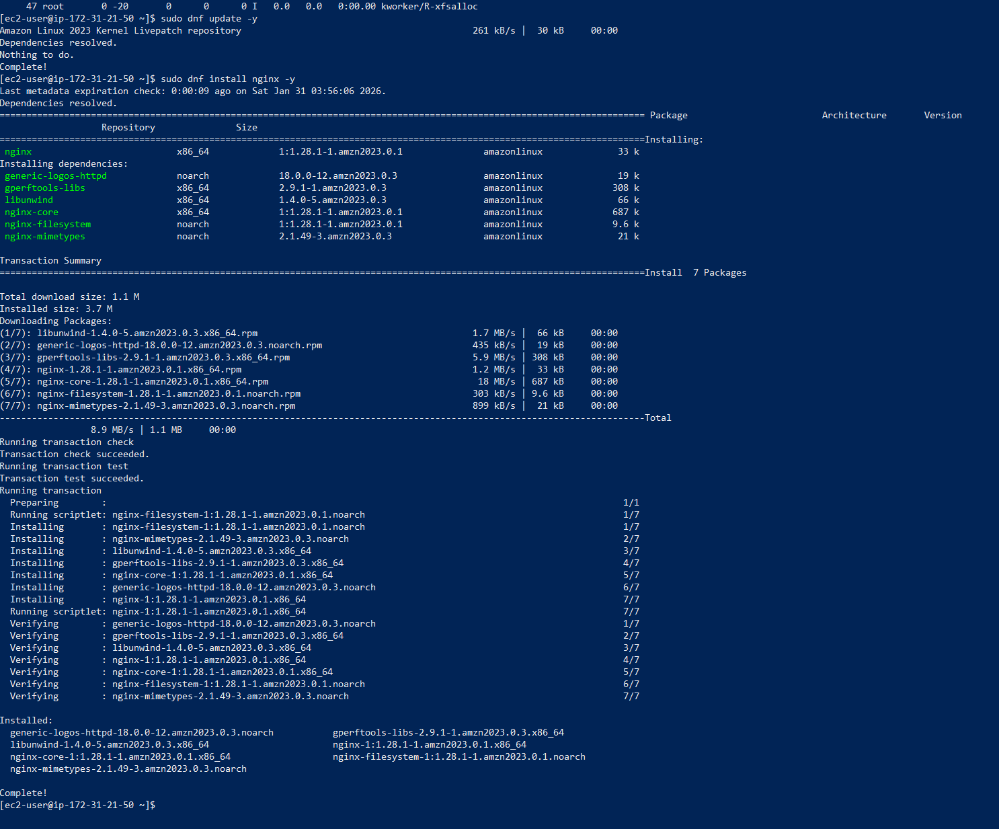 47 root 0 -20 0 0 0 I 0.0 0.0 0:00.00 kworker/R-xfsalloc
[ec2-user@ip-172-31-21-50 ~]$ sudo dnf update -y
Amazon Linux 2023 Kernel Livepatch repository 261 kB/s | 30 kB 00:00
Dependencies resolved.
Nothing to do.
Complete!
[ec2-user@ip-172-31-21-50 ~]$ sudo dnf install nginx -y
Last metadata expiration check: 0:00:09 ago on Sat Jan 31 03:56:06 2026.
Dependencies resolved.
======================================================================================================================== Package Architecture Version
Repository Size
========================================================================================================================Installing:
nginx x86_64 1:1.28.1-1.amzn2023.0.1 amazonlinux 33 k
Installing dependencies:
generic-logos-httpd noarch 18.0.0-12.amzn2023.0.3 amazonlinux 19 k
gperftools-libs x86_64 2.9.1-1.amzn2023.0.3 amazonlinux 308 k
libunwind x86_64 1.4.0-5.amzn2023.0.3 amazonlinux 66 k
nginx-core x86_64 1:1.28.1-1.amzn2023.0.1 amazonlinux 687 k
nginx-filesystem noarch 1:1.28.1-1.amzn2023.0.1 amazonlinux 9.6 k
nginx-mimetypes noarch 2.1.49-3.amzn2023.0.3 amazonlinux 21 k
Transaction Summary
========================================================================================================================Install 7 Packages
Total download size: 1.1 M
Installed size: 3.7 M
Downloading Packages:
(1/7): libunwind-1.4.0-5.amzn2023.0.3.x86_64.rpm 1.7 MB/s | 66 kB 00:00
(2/7): generic-logos-httpd-18.0.0-12.amzn2023.0.3.noarch.rpm 435 kB/s | 19 kB 00:00
(3/7): gperftools-libs-2.9.1-1.amzn2023.0.3.x86_64.rpm 5.9 MB/s | 308 kB 00:00
(4/7): nginx-1.28.1-1.amzn2023.0.1.x86_64.rpm 1.2 MB/s | 33 kB 00:00
(5/7): nginx-core-1.28.1-1.amzn2023.0.1.x86_64.rpm 18 MB/s | 687 kB 00:00
(6/7): nginx-filesystem-1.28.1-1.amzn2023.0.1.noarch.rpm 303 kB/s | 9.6 kB 00:00
(7/7): nginx-mimetypes-2.1.49-3.amzn2023.0.3.noarch.rpm 899 kB/s | 21 kB 00:00
------------------------------------------------------------------------------------------------------------------------Total
8.9 MB/s | 1.1 MB 00:00
Running transaction check
Transaction check succeeded.
Running transaction test
Transaction test succeeded.
Running transaction
Preparing : 1/1
Running scriptlet: nginx-filesystem-1:1.28.1-1.amzn2023.0.1.noarch 1/7
Installing : nginx-filesystem-1:1.28.1-1.amzn2023.0.1.noarch 1/7
Installing : nginx-mimetypes-2.1.49-3.amzn2023.0.3.noarch 2/7
Installing : libunwind-1.4.0-5.amzn2023.0.3.x86_64 3/7
Installing : gperftools-libs-2.9.1-1.amzn2023.0.3.x86_64 4/7
Installing : nginx-core-1:1.28.1-1.amzn2023.0.1.x86_64 5/7
Installing : generic-logos-httpd-18.0.0-12.amzn2023.0.3.noarch 6/7
Installing : nginx-1:1.28.1-1.amzn2023.0.1.x86_64 7/7
Running scriptlet: nginx-1:1.28.1-1.amzn2023.0.1.x86_64 7/7
Verifying : generic-logos-httpd-18.0.0-12.amzn2023.0.3.noarch 1/7
Verifying : gperftools-libs-2.9.1-1.amzn2023.0.3.x86_64 2/7
Verifying : libunwind-1.4.0-5.amzn2023.0.3.x86_64 3/7
Verifying : nginx-1:1.28.1-1.amzn2023.0.1.x86_64 4/7
Verifying : nginx-core-1:1.28.1-1.amzn2023.0.1.x86_64 5/7
Verifying : nginx-filesystem-1:1.28.1-1.amzn2023.0.1.noarch 6/7
Verifying : nginx-mimetypes-2.1.49-3.amzn2023.0.3.noarch 7/7
Installed:
generic-logos-httpd-18.0.0-12.amzn2023.0.3.noarch gperftools-libs-2.9.1-1.amzn2023.0.3.x86_64
libunwind-1.4.0-5.amzn2023.0.3.x86_64 nginx-1:1.28.1-1.amzn2023.0.1.x86_64
nginx-core-1:1.28.1-1.amzn2023.0.1.x86_64 nginx-filesystem-1:1.28.1-1.amzn2023.0.1.noarch
nginx-mimetypes-2.1.49-3.amzn2023.0.3.noarch
Complete!
[ec2-user@ip-172-31-21-50 ~]$